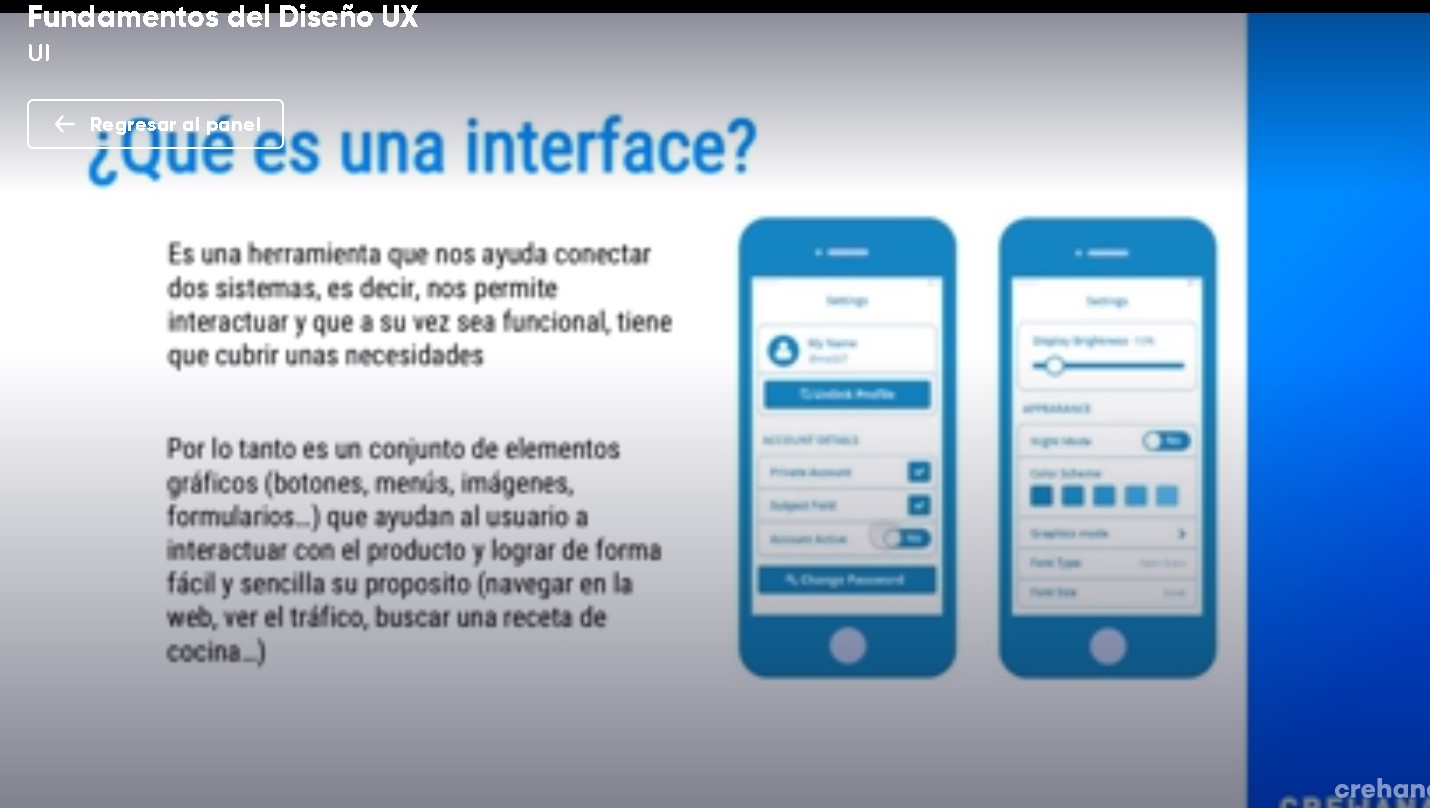 Fundamentos del Diseño UX
UI
← Regresar al panel
¿Qué es una interface?
Es una herramienta que nos ayuda conectar
dos sistemas, es decir, nos permite
interactuar y que a su vez sea funcional, tiene
que cubrir unas necesidades
Por lo tanto es un conjunto de elementos
gráficos (botones, menús, imágenes,
formularios...) que ayudan al usuario a
interactuar con el producto y lograr de forma
fácil y sencilla su proposito (navegar en la
web, ver el tráfico, buscar una receta de
cocina...)
Settings
My Name
Unlink Profile
ACCOUNT DETAILS
Private Account
Subject Field
Account Active
Change Password
Settings
Display Brightness
APPEARANCE
Night Mode
Color Scheme
Graphics mode
Font Type
Font Size